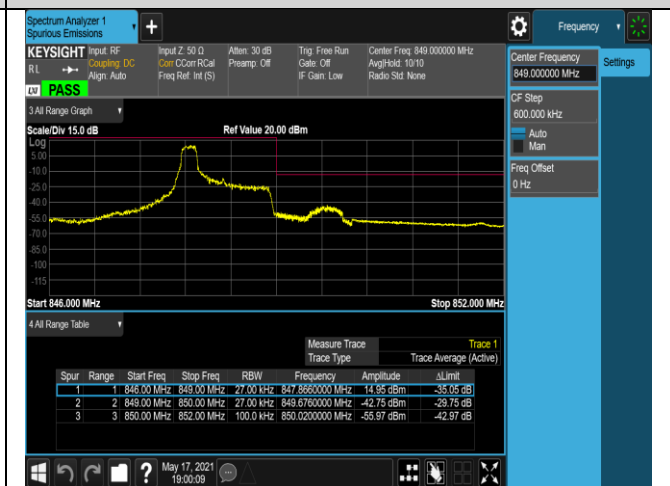 Spectrum Analyzer 1
Spurious Emissions
Frequency
KEYSIGHT Input: RF Input Z: 50 Ω Atten: 30 dB Trig: Free Run Center Freq: 849.000000 MHz
RL Coupling: DC Corr CCorr RCal Preamp: Off Gate: Off Avg|Hold: 10/10
Align: Auto Freq Ref: Int (S) IF Gain: Low Radio Std: None
LXI PASS
Center Frequency
849.000000 MHz
Settings
CF Step
600.000 kHz
Auto
Man
Freq Offset
0 Hz
3 All Range Graph
Scale/Div 15.0 dB Ref Value 20.00 dBm
Log
5.00
-10.0
-25.0
-40.0
-55.0
-70.0
-85.0
-100
-115
Start 846.000 MHz Stop 852.000 MHz
4 All Range Table
Measure Trace Trace 1
Trace Type Trace Average (Active)
Spur Range Start Freq Stop Freq RBW Frequency Amplitude ΔLimit
1 1 846.00 MHz 849.00 MHz 27.00 kHz 847.8660000 MHz 14.95 dBm -35.05 dB
2 2 849.00 MHz 850.00 MHz 27.00 kHz 849.6760000 MHz -42.75 dBm -29.75 dB
3 3 850.00 MHz 852.00 MHz 100.0 kHz 850.0200000 MHz -55.97 dBm -42.97 dB
May 17, 2021
19:00:09